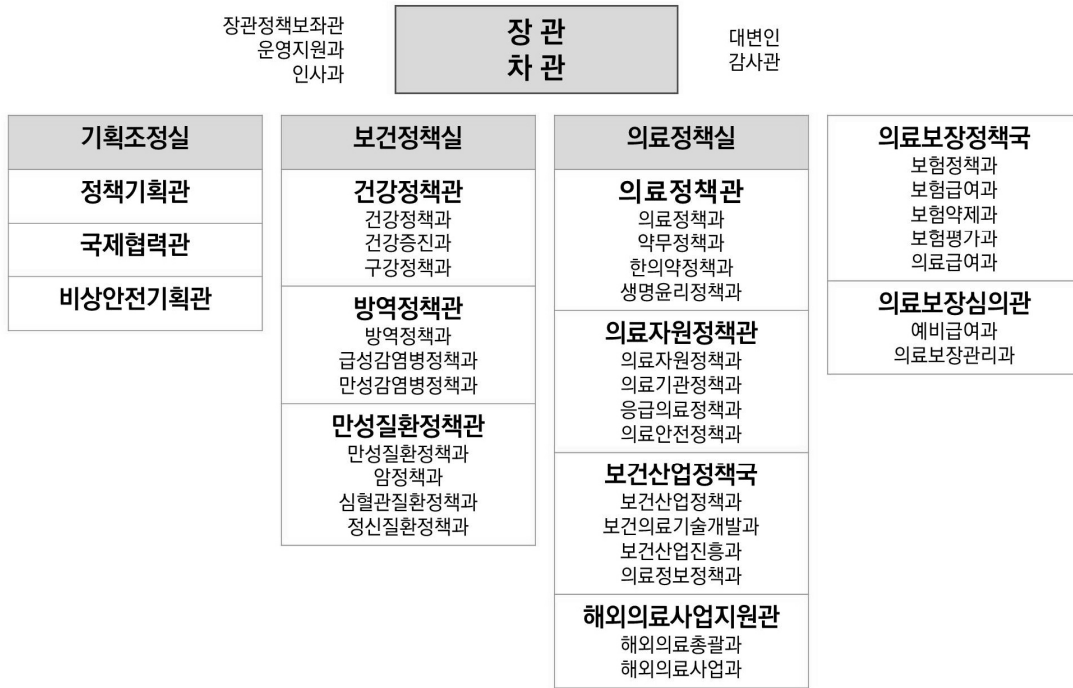 장관정책보좌관
운영지원과
인사과
장 관
차 관
대변인
감사관
기획조정실
정책기획관
국제협력관
비상안전기획관
보건정책실
건강정책관
건강정책과
건강증진과
구강정책과
방역정책관
방역정책과
급성감염병정책과
만성감염병정책과
만성질환정책관
만성질환정책과
암정책과
심혈관질환정책과
정신질환정책과
의료정책실
의료정책관
의료정책과
약무정책과
한의약정책과
생명윤리정책과
의료자원정책관
의료자원정책과
의료기관정책과
응급의료정책과
의료안전정책과
보건산업정책국
보건산업정책과
보건의료기술개발과
보건산업진흥과
의료정보정책과
해외의료사업지원관
해외의료총괄과
해외의료사업과
의료보장정책국
보험정책과
보험급여과
보험약제과
보험평가과
의료급여과
의료보장심의관
예비급여과
의료보장관리과